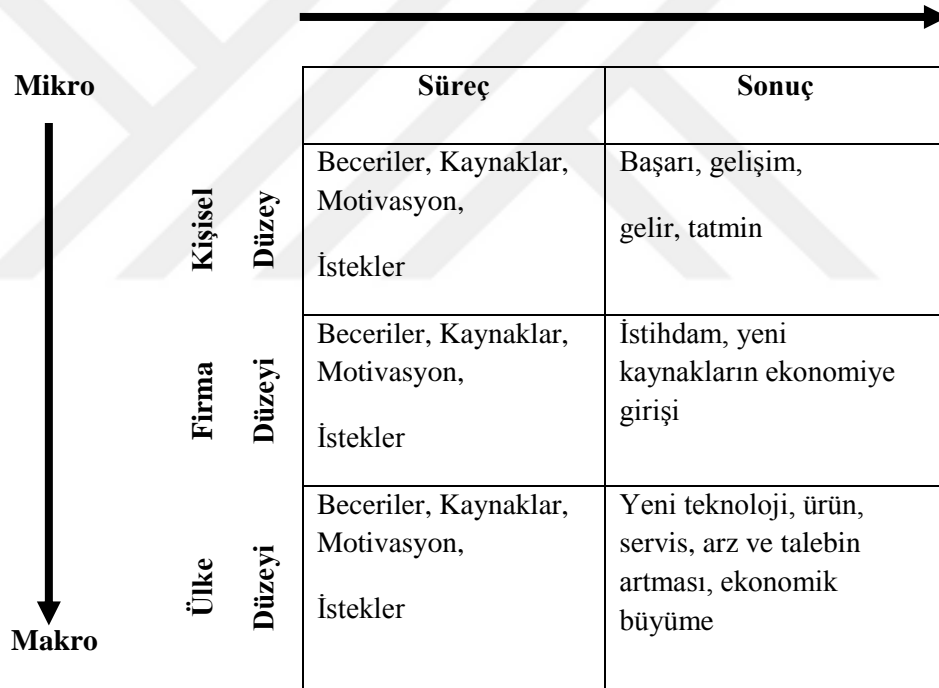 Mikro
Süreç
Sonuç
Kişisel
Düzey
Beceriler, Kaynaklar,
Motivasyon,
İstekler
Başarı, gelişim,
gelir, tatmin
Firma
Düzeyi
Beceriler, Kaynaklar,
Motivasyon,
İstekler
İstihdam, yeni
kaynakların ekonomiye
girişi
Ülke
Düzeyi
Beceriler, Kaynaklar,
Motivasyon,
İstekler
Yeni teknoloji, ürün,
servis, arz ve talebin
artması, ekonomik
büyüme
Makro